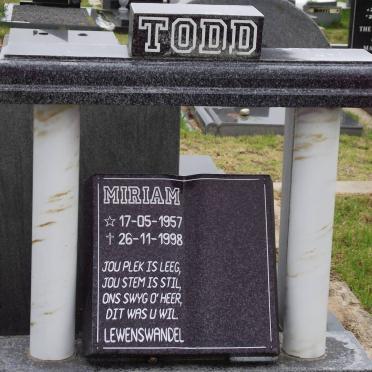 TODD
MIRIAM
☆ 17-05-1957
† 26-11-1998
JOU PLEK IS LEEG,
JOU STEM IS STIL,
ONS SWYG O' HEER,
DIT WAS U WIL.
LEWENSWANDEL